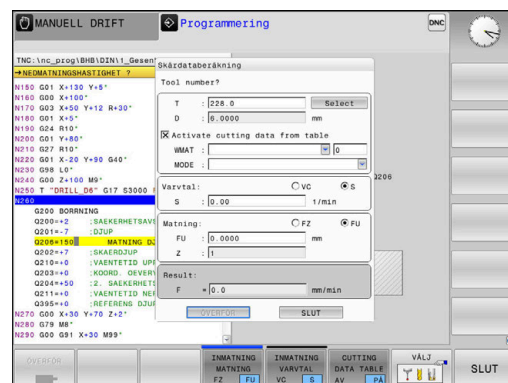 MANUELL DRIFT
Programmering
DNC
TNC:\nc_prog\BHB\DIN\1_Gesen
→NEDMATNINGSHASTIGHET ?
N150 G01 X+130 Y+5*
N160 G00 X+100*
N170 G03 X+50 Y+12 R+30*
N180 G01 X+5*
N190 G24 R10*
N200 G01 Y+80*
N210 G27 R10*
N220 G01 X-20 Y+90 G40*
N230 G98 L0*
N240 G00 Z+100 M9*
N250 T "DRILL_D6" G17 S3000
N260
G200 BORRNING
Q200=+2 ;SAEKERHETSAV
Q201=-7 ;DJUP
Q206=150 MATNING DJ
Q202=+7 ;SKAERDJUP
Q210=+0 ;VAENTETID UPP
Q203=+0 ;KOORD. OEVERY
Q204=+50 ;2. SAEKERHETS
Q211=+0 ;VAENTETID NER
Q395=+0 ;REFERENS DJUP
N270 G00 X+30 Y+70 Z+2*
N280 G79 M8*
N290 G00 G91 X+30 M99*
Skärdataberäkning
Tool number?
T : 228.0 Select
D : 6.0000 mm
Activate cutting data from table
WMAT : 0
MODE :
Varvtal: VC S
S : 0.00 1/min
Matning: FZ FU
FU : 0.0000 mm
Z : 1
Result:
F = 0.0 mm/min
ÖVERFÖR SLUT
Q206
ÖVERFÖR
INMATNING
MATNING
FZ FU
INMATNING
VARVTAL
VC S
CUTTING
DATA TABLE
AV PÅ
VÄLJ
SLUT